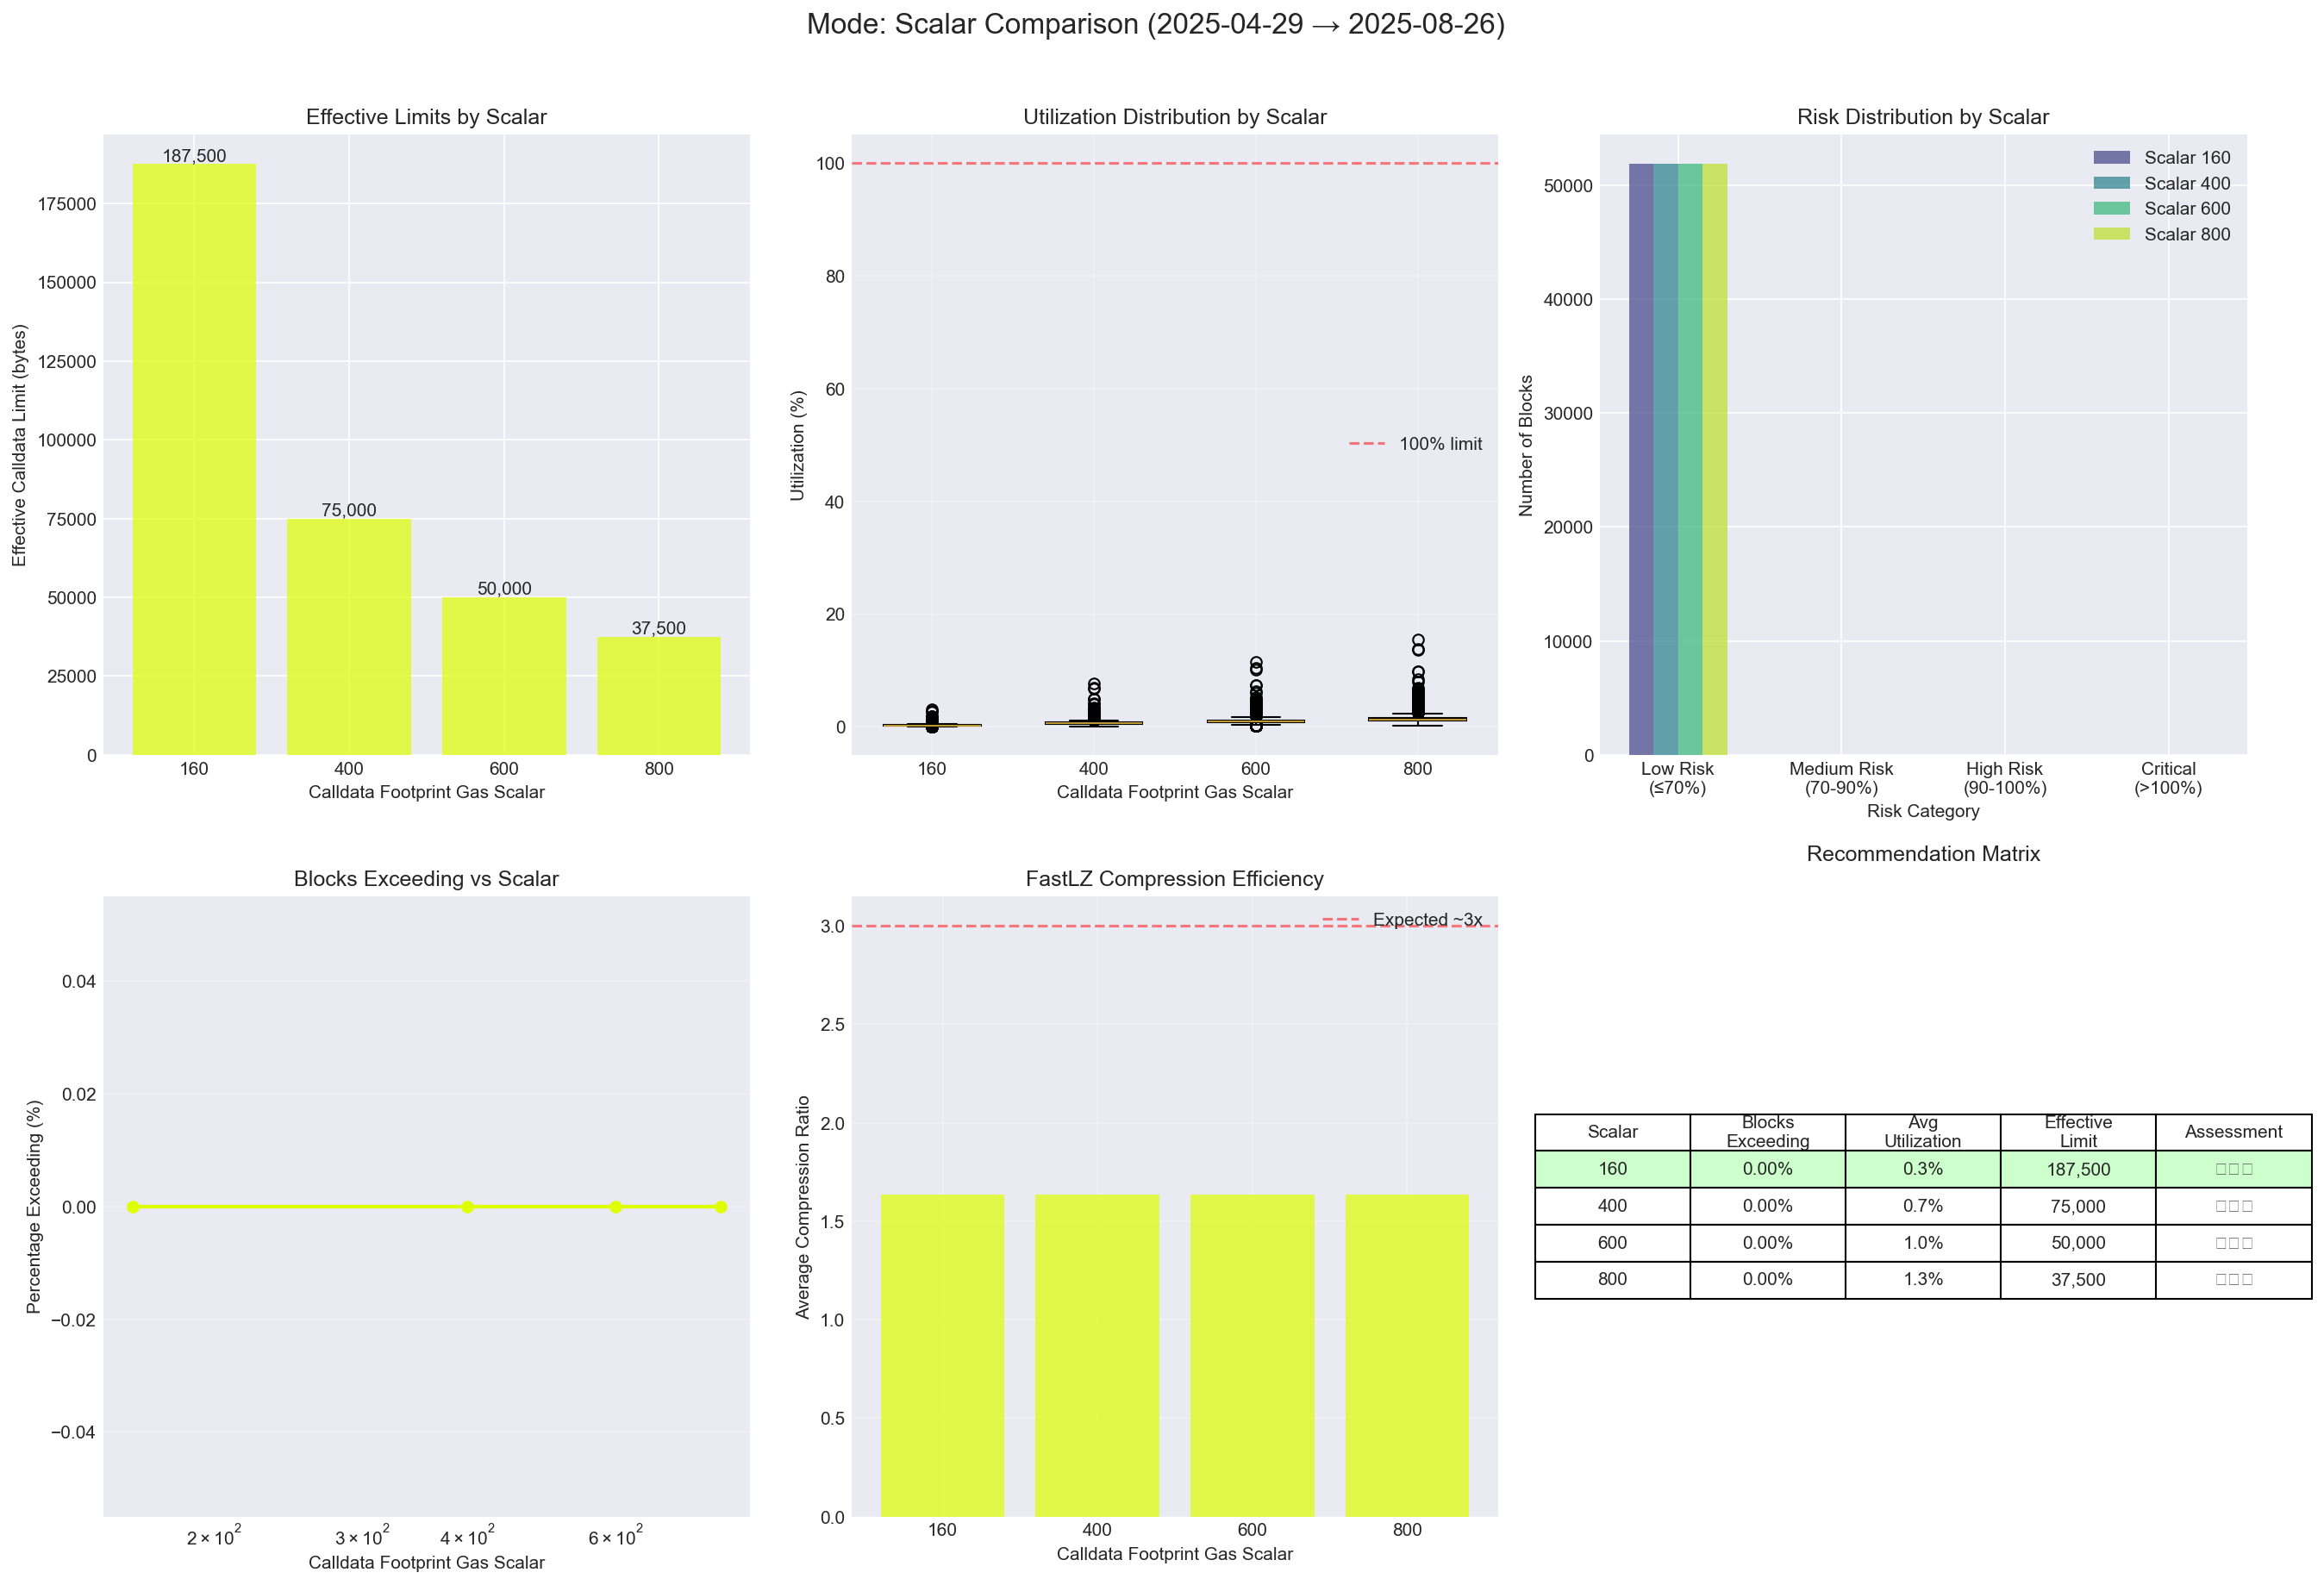 Mode: Scalar Comparison (2025-04-29 → 2025-08-26)
Effective Limits by Scalar
Effective Calldata Limit (bytes)
175000
150000
125000
100000
75000
50000
25000
0
187,500
75,000
50,000
37,500
160 400 600 800
Calldata Footprint Gas Scalar
Utilization Distribution by Scalar
Utilization (%)
100
80
60
40
20
0
100% limit
160 400 600 800
Calldata Footprint Gas Scalar
Risk Distribution by Scalar
Number of Blocks
50000
40000
30000
20000
10000
0
Scalar 160
Scalar 400
Scalar 600
Scalar 800
Low Risk Medium Risk High Risk Critical
(≤70%) (70-90%) (90-100%) (>100%)
Risk Category
Blocks Exceeding vs Scalar
Percentage Exceeding (%)
0.04
0.02
0.00
−0.02
−0.04
2 × 10² 3 × 10² 4 × 10² 6 × 10²
Calldata Footprint Gas Scalar
FastLZ Compression Efficiency
Average Compression Ratio
3.0
2.5
2.0
1.5
1.0
0.5
0.0
Expected ~3x
160 400 600 800
Calldata Footprint Gas Scalar
Recommendation Matrix
Scalar Blocks Exceeding Avg Utilization Effective Limit Assessment
160 0.00% 0.3% 187,500
400 0.00% 0.7% 75,000
600 0.00% 1.0% 50,000
800 0.00% 1.3% 37,500